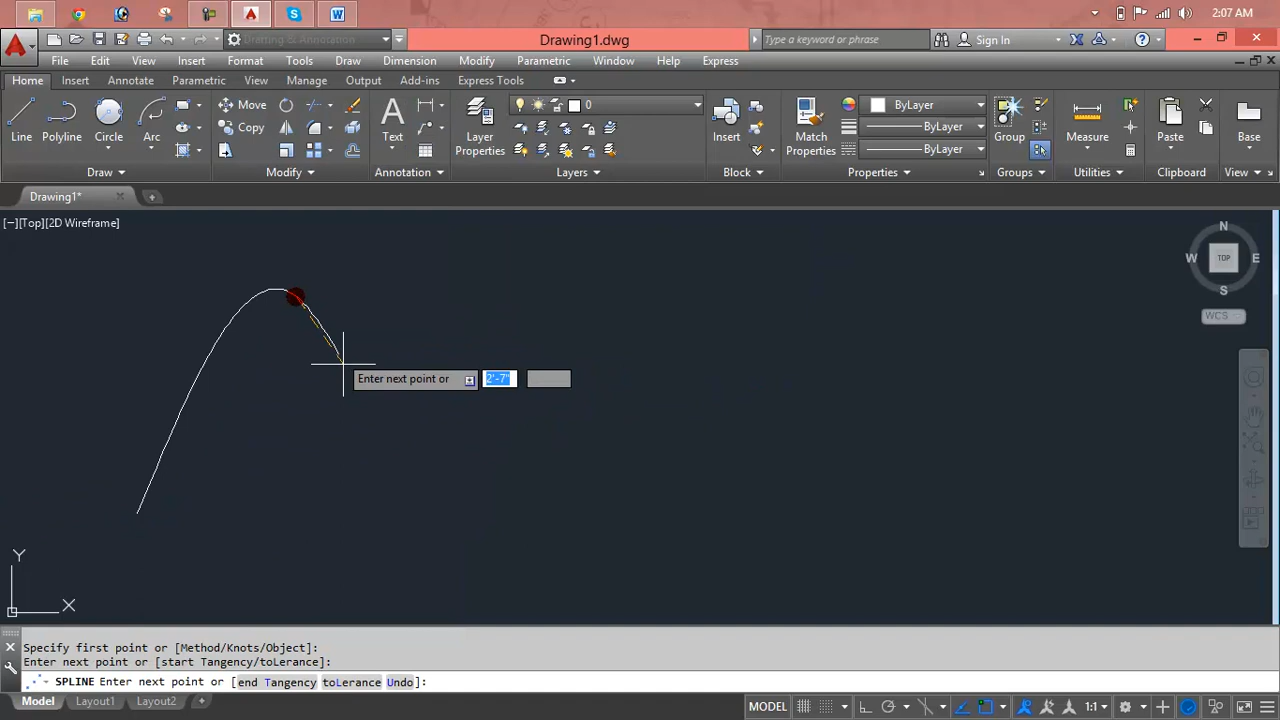 2:07 AM
Drafting & Annotation
Drawing1.dwg
Type a keyword or phrase
Sign In
File Edit View Insert Format Tools Draw Dimension Modify Parametric Window Help Express
Home Insert Annotate Parametric View Manage Output Add-ins Express Tools
Line Polyline Circle Arc
Move
Copy
Text
Layer Properties
0
Insert
Match Properties
ByLayer
ByLayer
ByLayer
Group
Measure
Paste
Base
Draw Modify Annotation Layers Block Properties Groups Utilities Clipboard View
Drawing1*
[−][Top][2D Wireframe]
N
W TOP E
S
WCS
Enter next point or 2'-7"
Y
X
Specify first point or [Method/Knots/Object]:
Enter next point or [start Tangency/toLerance]:
SPLINE Enter next point or [end Tangency toLerance Undo]:
Model Layout1 Layout2 +
MODEL
1:1